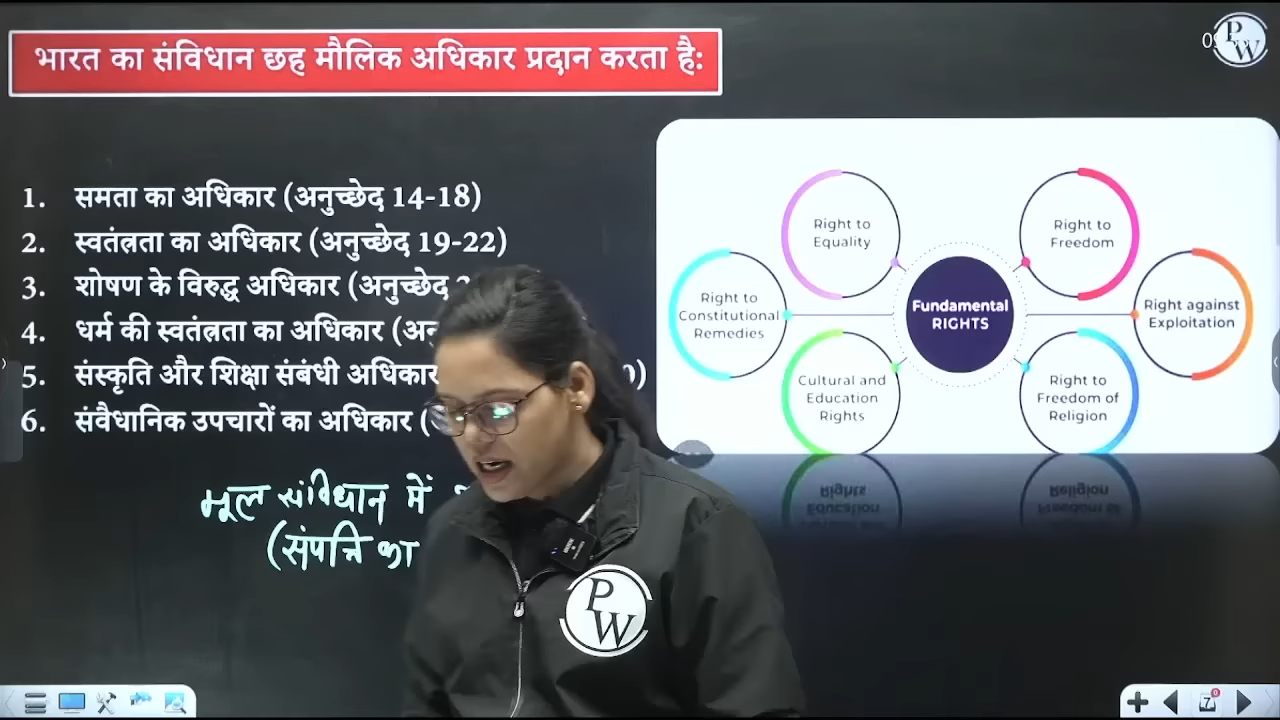 भारत का संविधान छह मौलिक अधिकार प्रदान करता है:
1. समता का अधिकार (अनुच्छेद 14-18)
2. स्वतंत्रता का अधिकार (अनुच्छेद 19-22)
3. शोषण के विरुद्ध अधिकार (अनुच्छेद
4. धर्म की स्वतंत्रता का अधिकार
5. संस्कृति और शिक्षा संबंधी अधिकार
6. संवैधानिक उपचारों का अधिकार
मूल संविधान में
(संपत्ति का
Right to
Equality
Right to
Freedom
Right to
Constitutional
Remedies
Fundamental
RIGHTS
Right against
Exploitation
Cultural and
Education
Rights
Right to
Freedom of
Religion
PW
PW